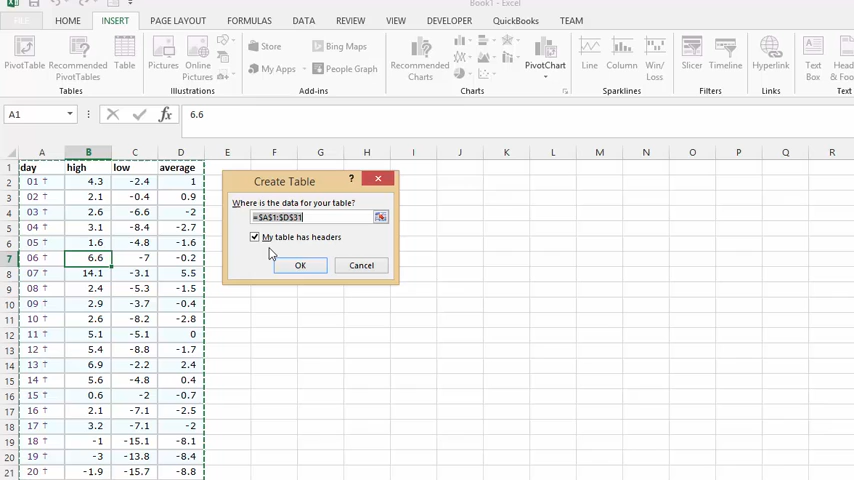 Book1 - Excel
FILE HOME INSERT PAGE LAYOUT FORMULAS DATA REVIEW VIEW DEVELOPER QuickBooks TEAM
PivotTable Recommended PivotTables Table
Tables
Pictures Online Pictures
Illustrations
Store
My Apps
Bing Maps
People Graph
Add-ins
Recommended Charts
PivotChart
Charts
Line Column Win/Loss
Sparklines
Slicer Timeline
Filters
Hyperlink
Links
Text Box
Head & Foo
A1 fx 6.6
A B C D E F G H I J K L M N O P Q R
1 day high low average
2 01 † 4.3 -2.4 1
3 02 † 2.1 -0.4 0.9
4 03 † 2.6 -6.6 -2
5 04 † 3.1 -8.4 -2.7
6 05 † 1.6 -4.8 -1.6
7 06 † 6.6 -7 -0.2
8 07 † 14.1 -3.1 5.5
9 08 † 2.4 -5.3 -1.5
10 09 † 2.9 -3.7 -0.4
11 10 † 2.6 -8.2 -2.8
12 11 † 5.1 -5.1 0
13 12 † 5.4 -8.8 -1.7
14 13 † 6.9 -2.2 2.4
15 14 † 5.6 -4.8 0.4
16 15 † 0.6 -2 -0.7
17 16 † 2.1 -7.1 -2.5
18 17 † 3.2 -7.1 -2
19 18 † -1 -15.1 -8.1
20 19 † -3 -13.8 -8.4
21 20 † -1.9 -15.7 -8.8
Create Table ?
Where is the data for your table?
=$A$1:$D$31
My table has headers
OK Cancel